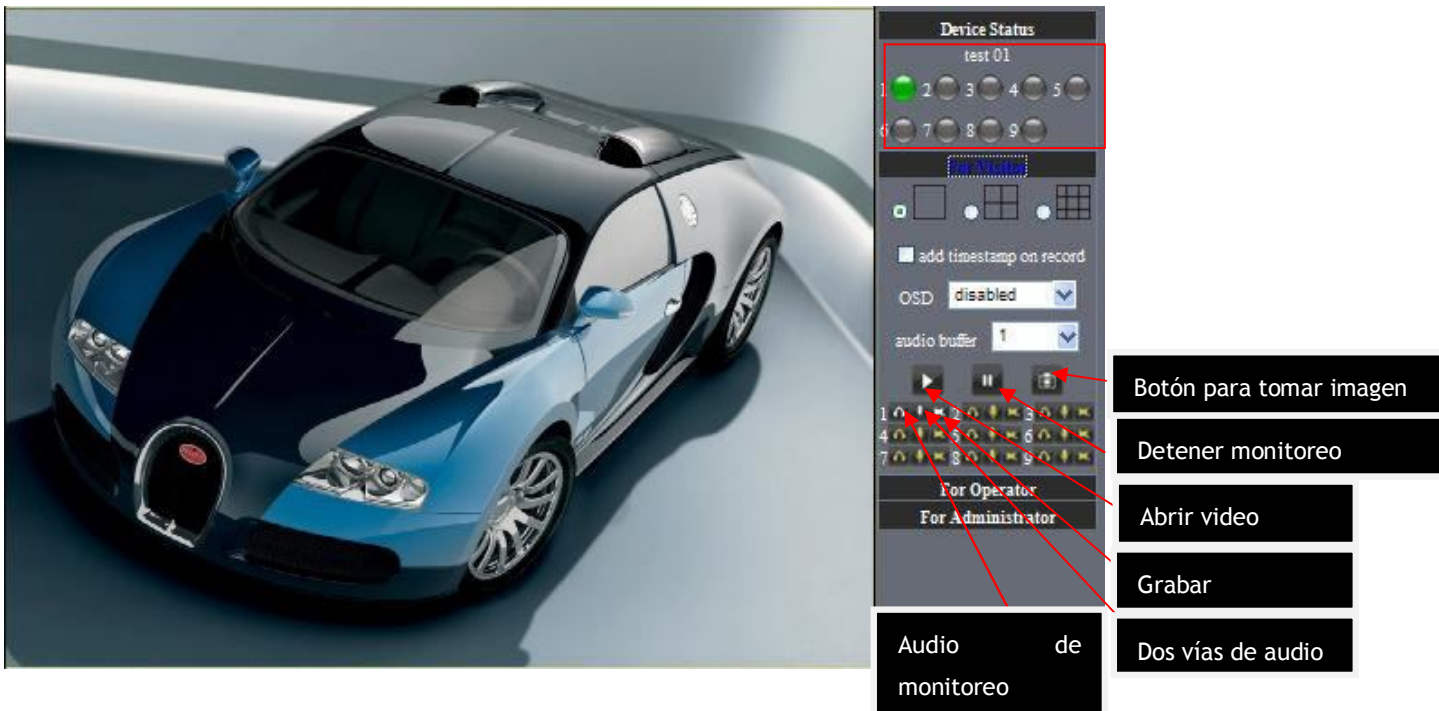 Device Status
test 01
1 2 3 4 5
6 7 8 9
For Visitor
add timestamp on record
OSD disabled
audio buffer 1
1 2 3
4 5 6
7 8 9
For Operator
For Administrator
Botón para tomar imagen
Detener monitoreo
Abrir video
Grabar
Dos vías de audio
Audio de
monitoreo